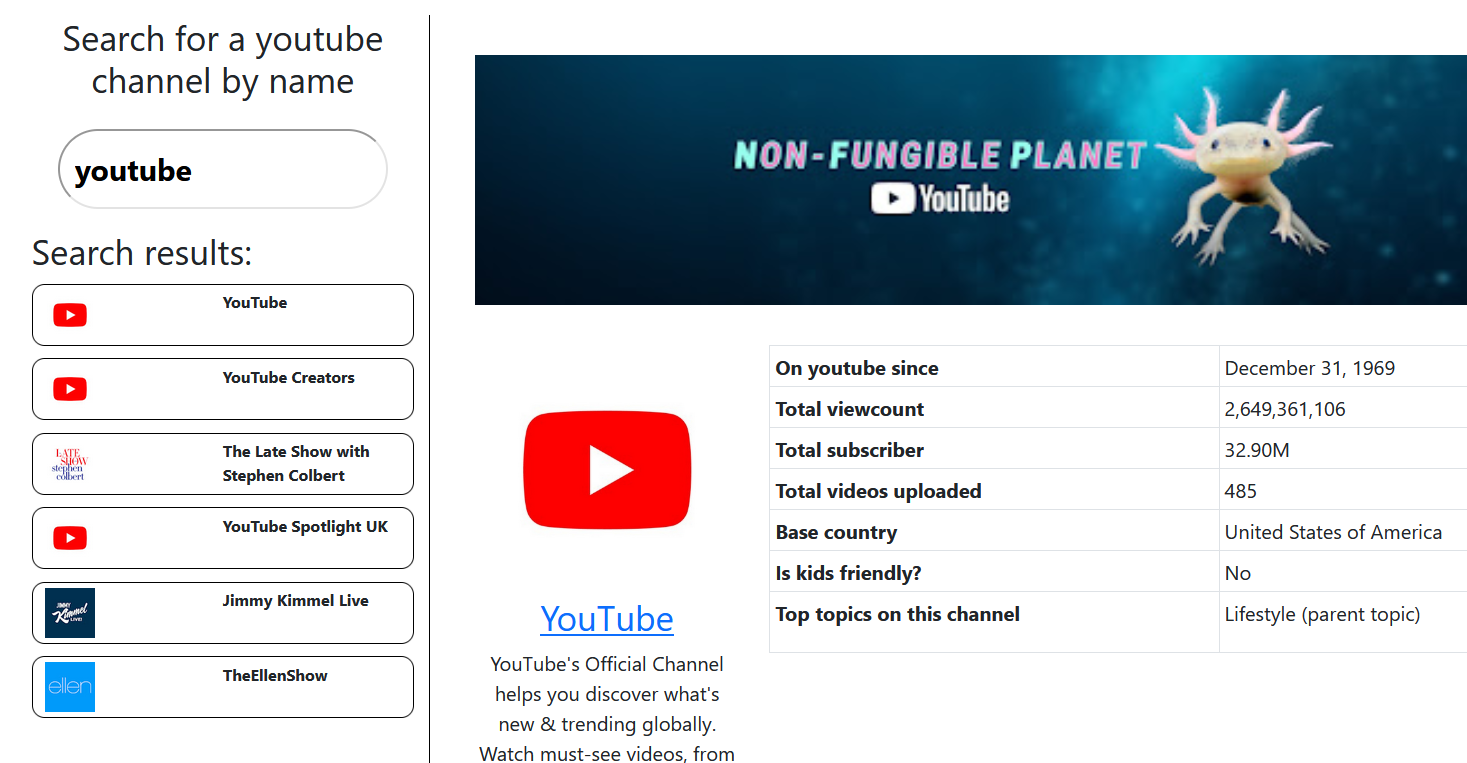 Search for a youtube
channel by name
youtube
Search results:
YouTube
YouTube Creators
LATE
SHOW
stephen
colbert
The Late Show with
Stephen Colbert
YouTube Spotlight UK
JIMMY
Kimmel
LIVE!
Jimmy Kimmel Live
ellen
TheEllenShow
NON-FUNGIBLE PLANET
YouTube
YouTube
YouTube's Official Channel
helps you discover what's
new & trending globally.
Watch must-see videos, from
On youtube since December 31, 1969
Total viewcount 2,649,361,106
Total subscriber 32.90M
Total videos uploaded 485
Base country United States of America
Is kids friendly? No
Top topics on this channel Lifestyle (parent topic)